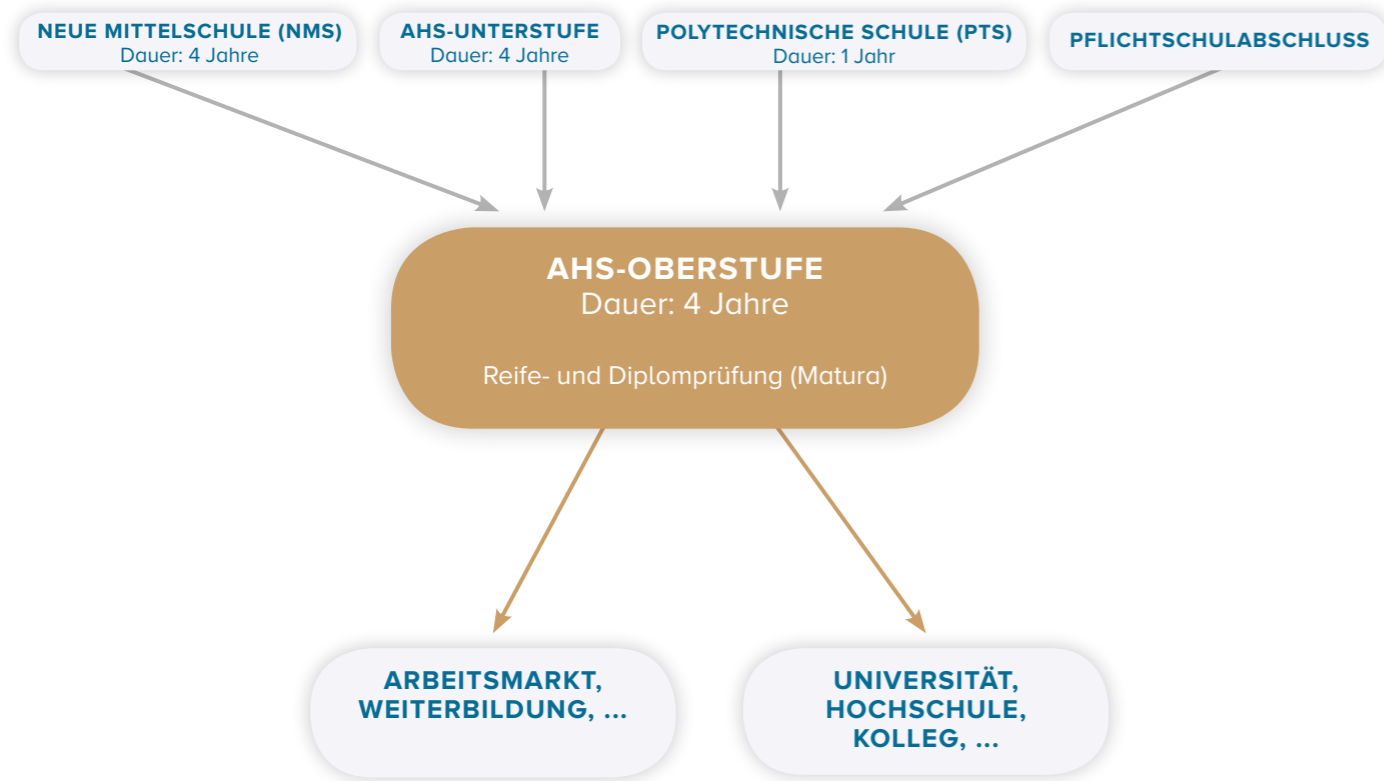 NEUE MITTELSCHULE (NMS)
Dauer: 4 Jahre
AHS-UNTERSTUFE
Dauer: 4 Jahre
POLYTECHNISCHE SCHULE (PTS)
Dauer: 1 Jahr
PFLICHTSCHULABSCHLUSS
AHS-OBERSTUFE
Dauer: 4 Jahre
Reife- und Diplomprüfung (Matura)
ARBEITSMARKT,
WEITERBILDUNG, ...
UNIVERSITÄT,
HOCHSCHULE,
KOLLEG, ...